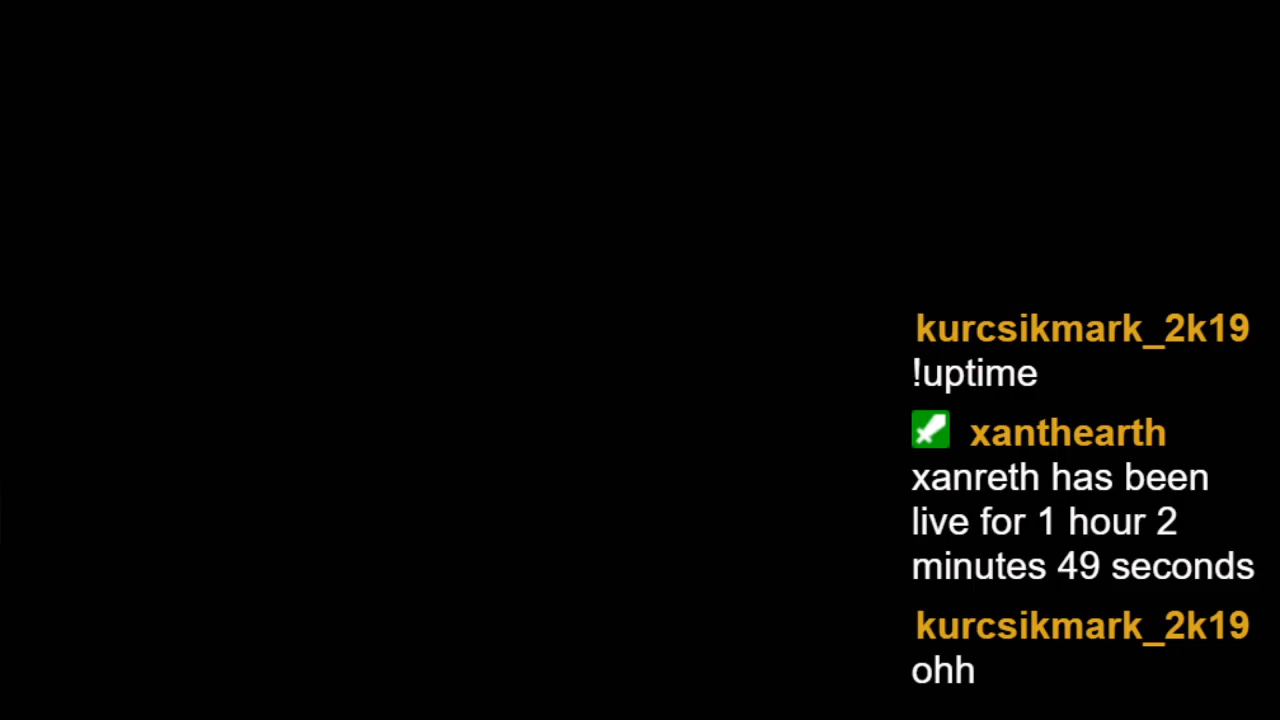 kurcsikmark_2k19
!uptime
xanthearth
xanreth has been
live for 1 hour 2
minutes 49 seconds
kurcsikmark_2k19
ohh